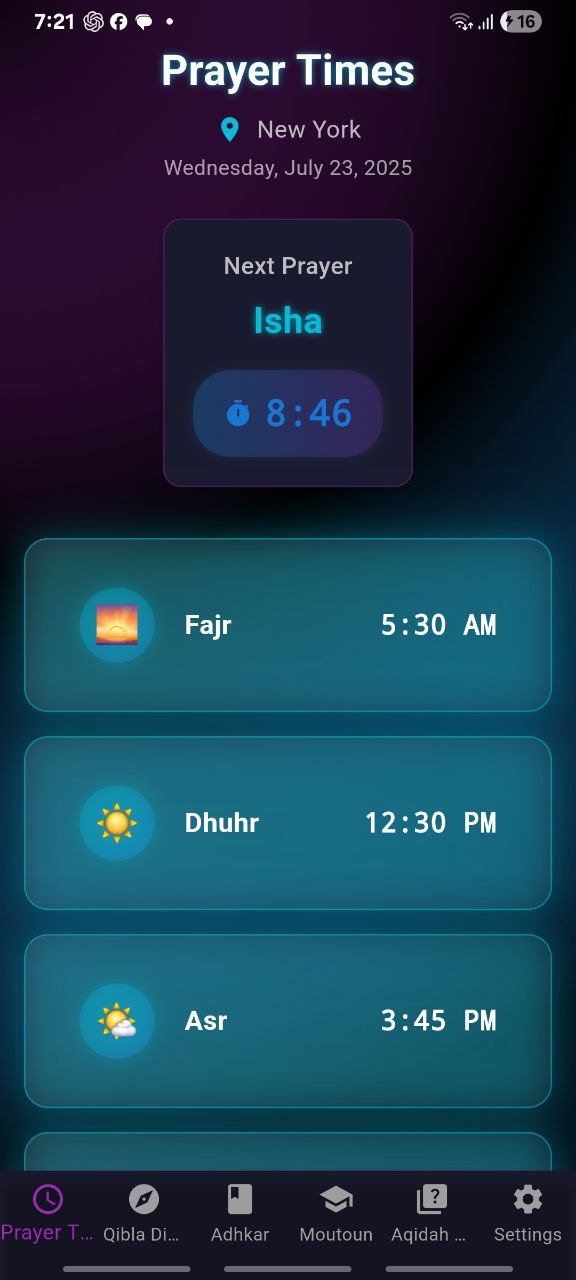 7:21
16
Prayer Times
New York
Wednesday, July 23, 2025
Next Prayer
Isha
8:46
Fajr 5:30 AM
Dhuhr 12:30 PM
Asr 3:45 PM
Prayer T... Qibla Di... Adhkar Moutoun Aqidah ... Settings